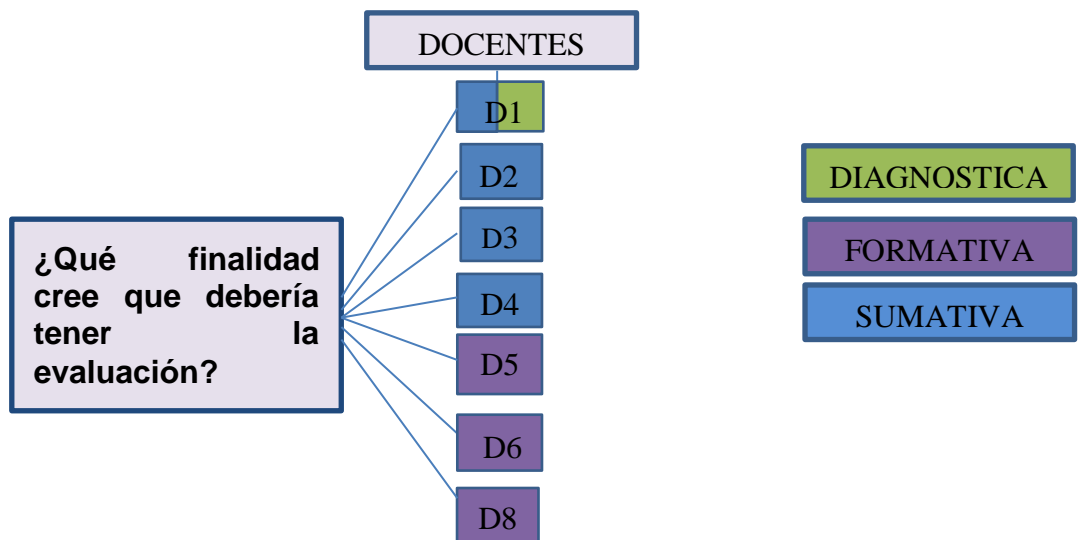 DOCENTES
D1
D2
D3
D4
D5
D6
D8
¿Qué finalidad
cree que debería
tener la
evaluación?
DIAGNOSTICA
FORMATIVA
SUMATIVA